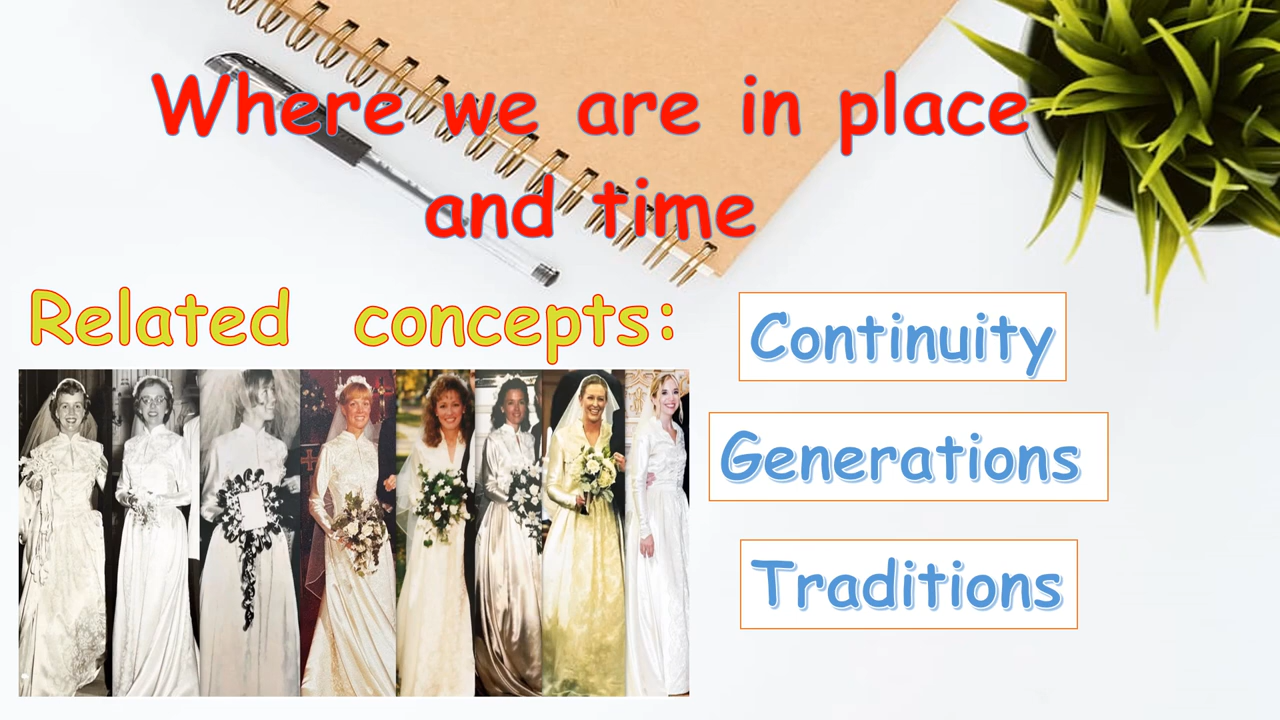 Where we are in place
and time
Related concepts:
Continuity
Generations
Traditions